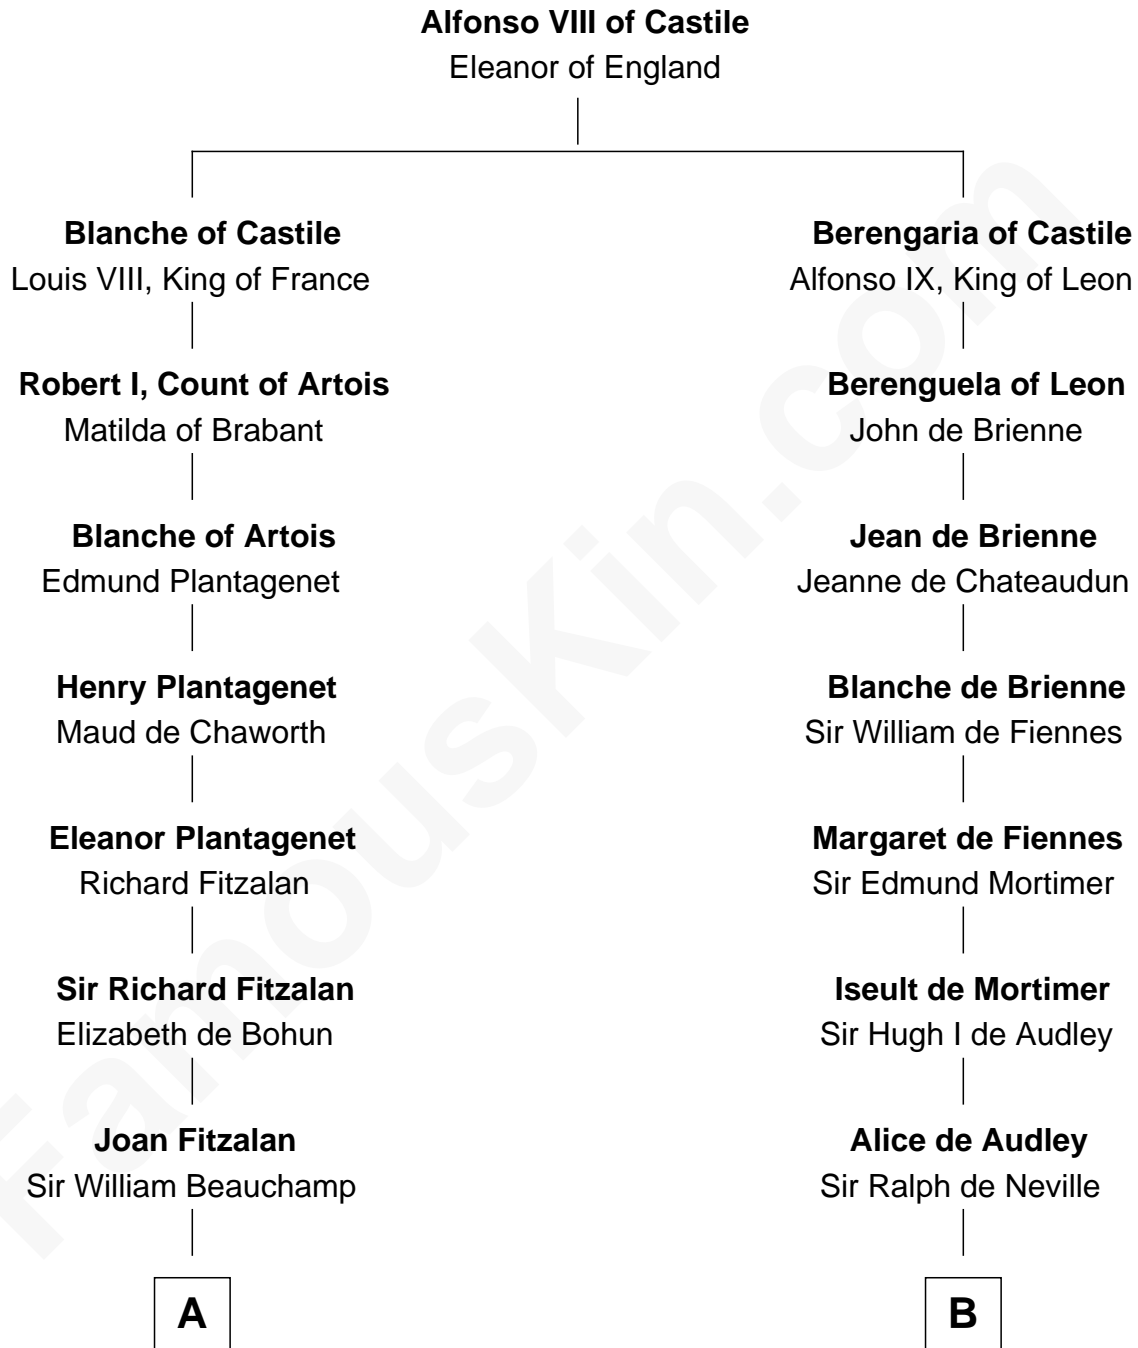 Alfonso VIII of Castile
Eleanor of England
Blanche of Castile
Louis VIII, King of France
Robert I, Count of Artois
Matilda of Brabant
Blanche of Artois
Edmund Plantagenet
Henry Plantagenet
Maud de Chaworth
Eleanor Plantagenet
Richard Fitzalan
Sir Richard Fitzalan
Elizabeth de Bohun
Joan Fitzalan
Sir William Beauchamp
A
Berengaria of Castile
Alfonso IX, King of Leon
Berenguela of Leon
John de Brienne
Jean de Brienne
Jeanne de Chateaudun
Blanche de Brienne
Sir William de Fiennes
Margaret de Fiennes
Sir Edmund Mortimer
Iseult de Mortimer
Sir Hugh I de Audley
Alice de Audley
Sir Ralph de Neville
B
FamousKin.com